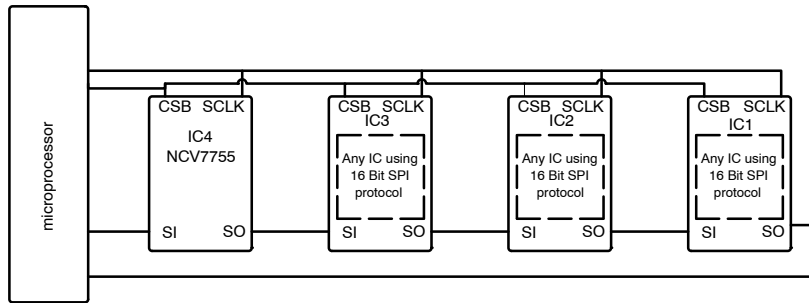 microprocessor
CSB SCLK
IC4
NCV7755
SI SO
CSB SCLK
IC3
Any IC using
16 Bit SPI
protocol
SI SO
CSB SCLK
IC2
Any IC using
16 Bit SPI
protocol
SI SO
CSB SCLK
IC1
Any IC using
16 Bit SPI
protocol
SI SO